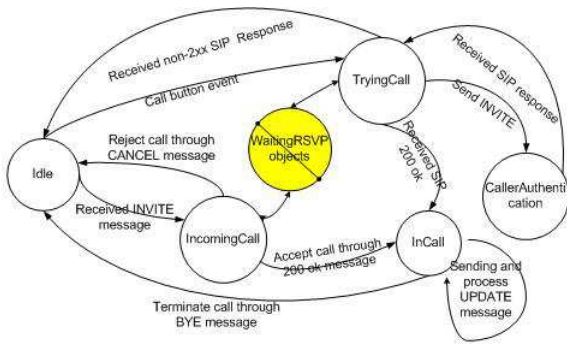 Received non-2xx SIP Response
Call button event
TryingCall
Received SIP response
Send INVITE
Reject call through
CANCEL message
WaitingRSVP
objects
Received SIP
200 ok
Idle
CallerAuthenti
cation
Received INVITE
message
IncomingCall
Accept call through
200 ok message
InCall
Sending and
process
UPDATE
message
Terminate call through
BYE message